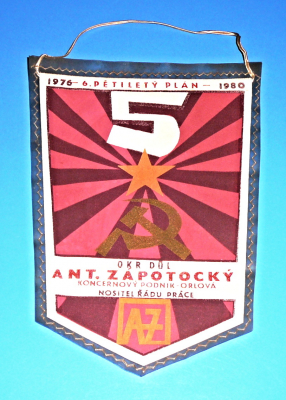 1976 - 6. PĚTILETÝ PLÁN - 1980
5
OKR DŮL
ANT. ZÁPOTOCKÝ
KONCERNOVÝ PODNIK - ORLOVÁ
NOSITEL ŘÁDU PRÁCE
AZ